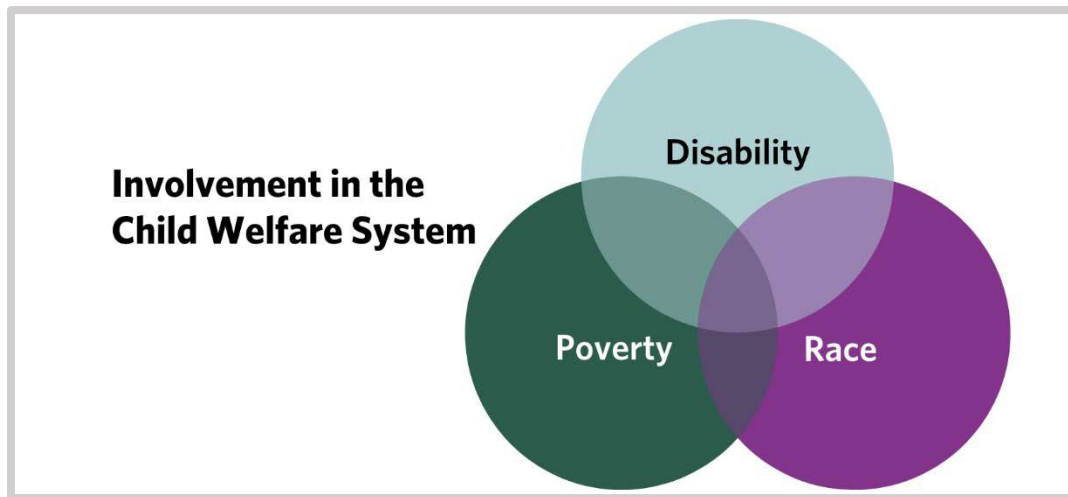 Involvement in the
Child Welfare System
Disability
Poverty
Race